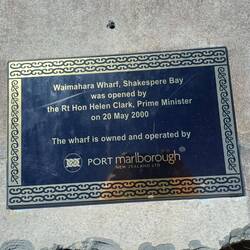 Waimahara Wharf, Shakespere Bay
was opened by
the Rt Hon Helen Clark, Prime Minister
on 20 May 2000
The wharf is owned and operated by
PORT marlborough
NEW ZEALAND LTD